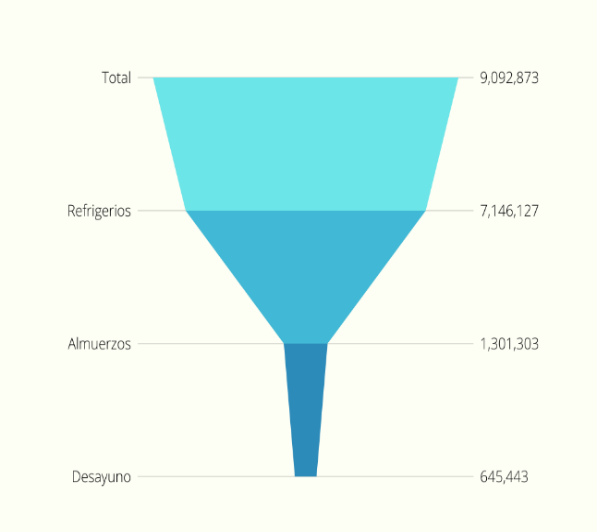 Total 9,092,873
Refrigerios 7,146,127
Almuerzos 1,301,303
Desayuno 645,443